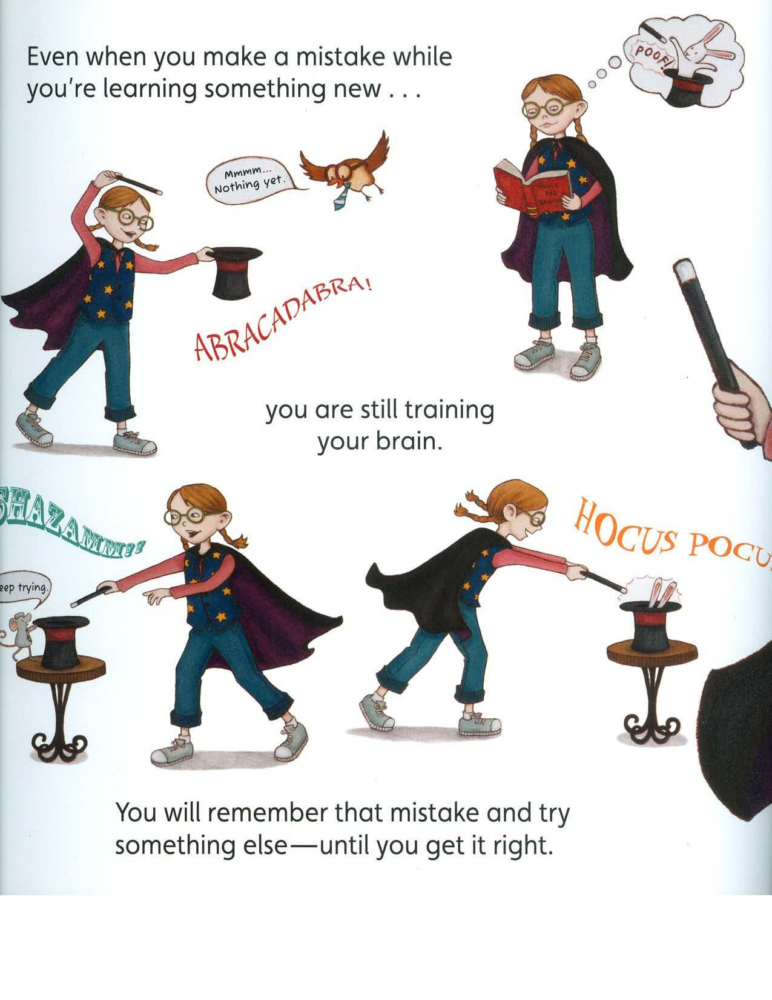 Even when you make a mistake while
you're learning something new . . .
POOF!
Mmmm...
Nothing yet.
ABRACADABRA!
you are still training
your brain.
SHAZAMM!!
HOCUS POCU
eep trying.
You will remember that mistake and try
something else—until you get it right.